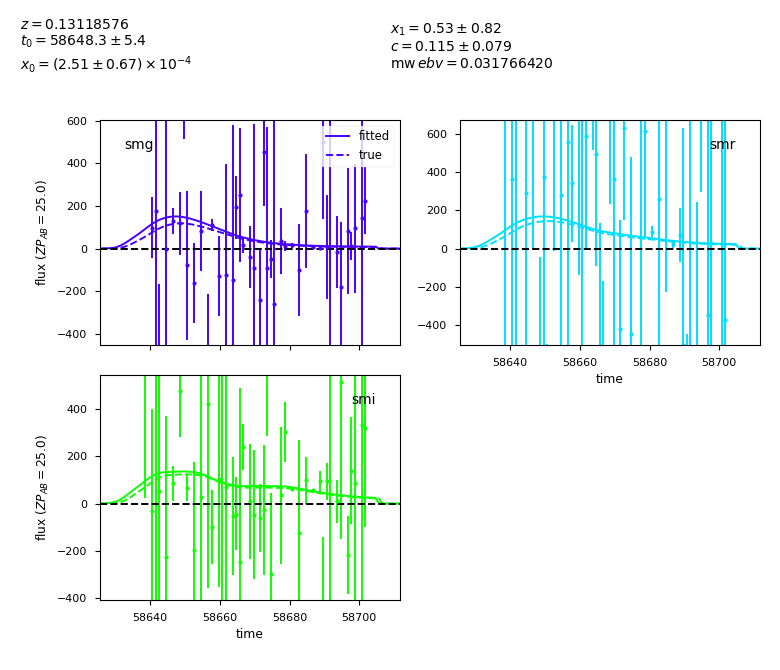 z = 0.13118576
t₀ = 58648.3 ± 5.4
x₀ = (2.51 ± 0.67) × 10⁻⁴
x₁ = 0.53 ± 0.82
c = 0.115 ± 0.079
mw ebv = 0.031766420
smg
fitted
true
600
400
200
0
−200
−400
flux (ZP_AB = 25.0)
smr
600
400
200
0
−200
−400
58640 58660 58680 58700
time
smi
400
200
0
−200
−400
flux (ZP_AB = 25.0)
58640 58660 58680 58700
time